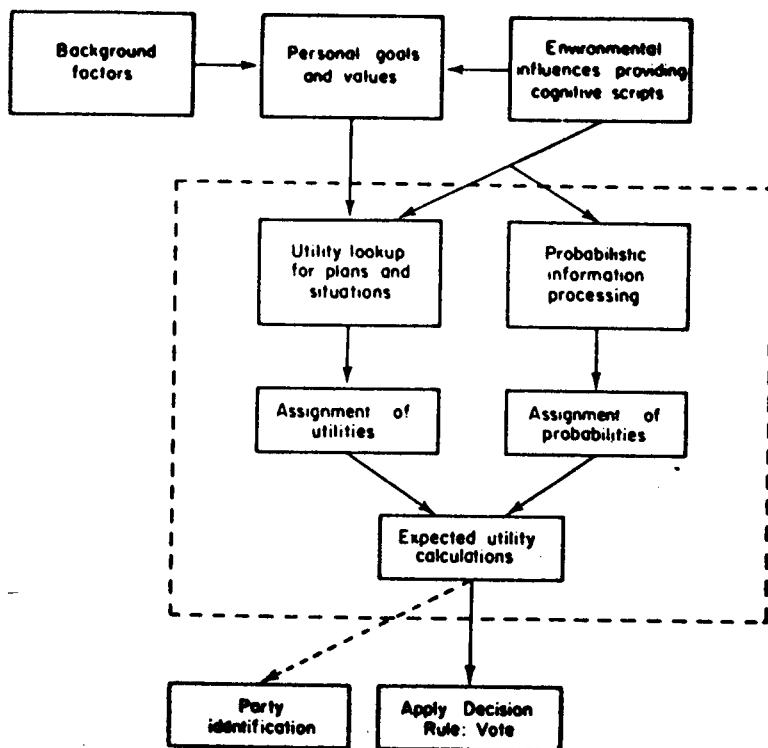 Background
factors
Personal goals
and values
Environmental
influences providing
cognitive scripts
Utility lookup
for plans and
situations
Probabilistic
information
processing
Assignment of
utilities
Assignment of
probabilities
Expected utility
calculations
Party
identification
Apply Decision
Rule: Vote